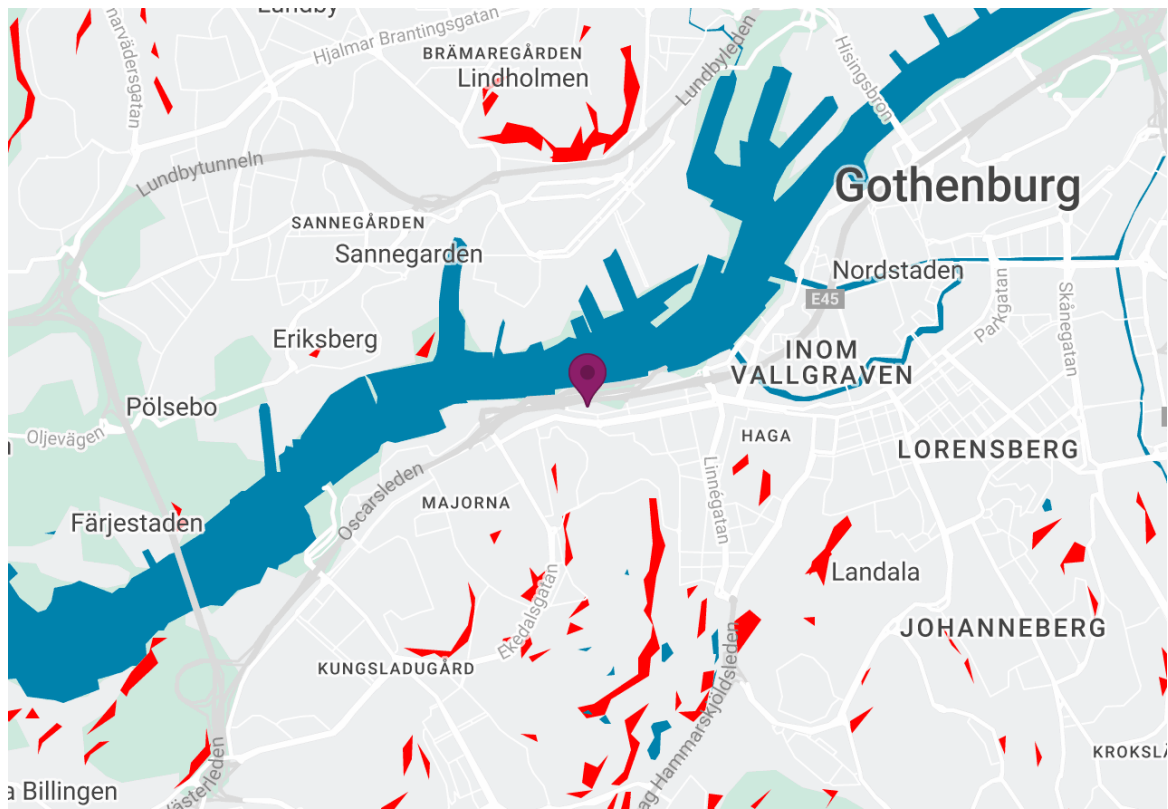 Lundby
Hjalmar Brantingsgatan
BRÄMAREGÅRDEN
Lindholmen
Lundbyleden
Hisingsbron
Lundbytunneln
Gothenburg
SANNEGÅRDEN
Sannegarden
Nordstaden
E45
Parkgatan
Skånegatan
Eriksberg
INOM
VALLGRAVEN
Pölsebo
Oljevägen
HAGA
LORENSBERG
Oscarsleden
MAJORNA
Linnégatan
Färjestaden
Landala
Ekedalsgatan
JOHANNEBERG
KUNGSLADUGÅRD
Billingen